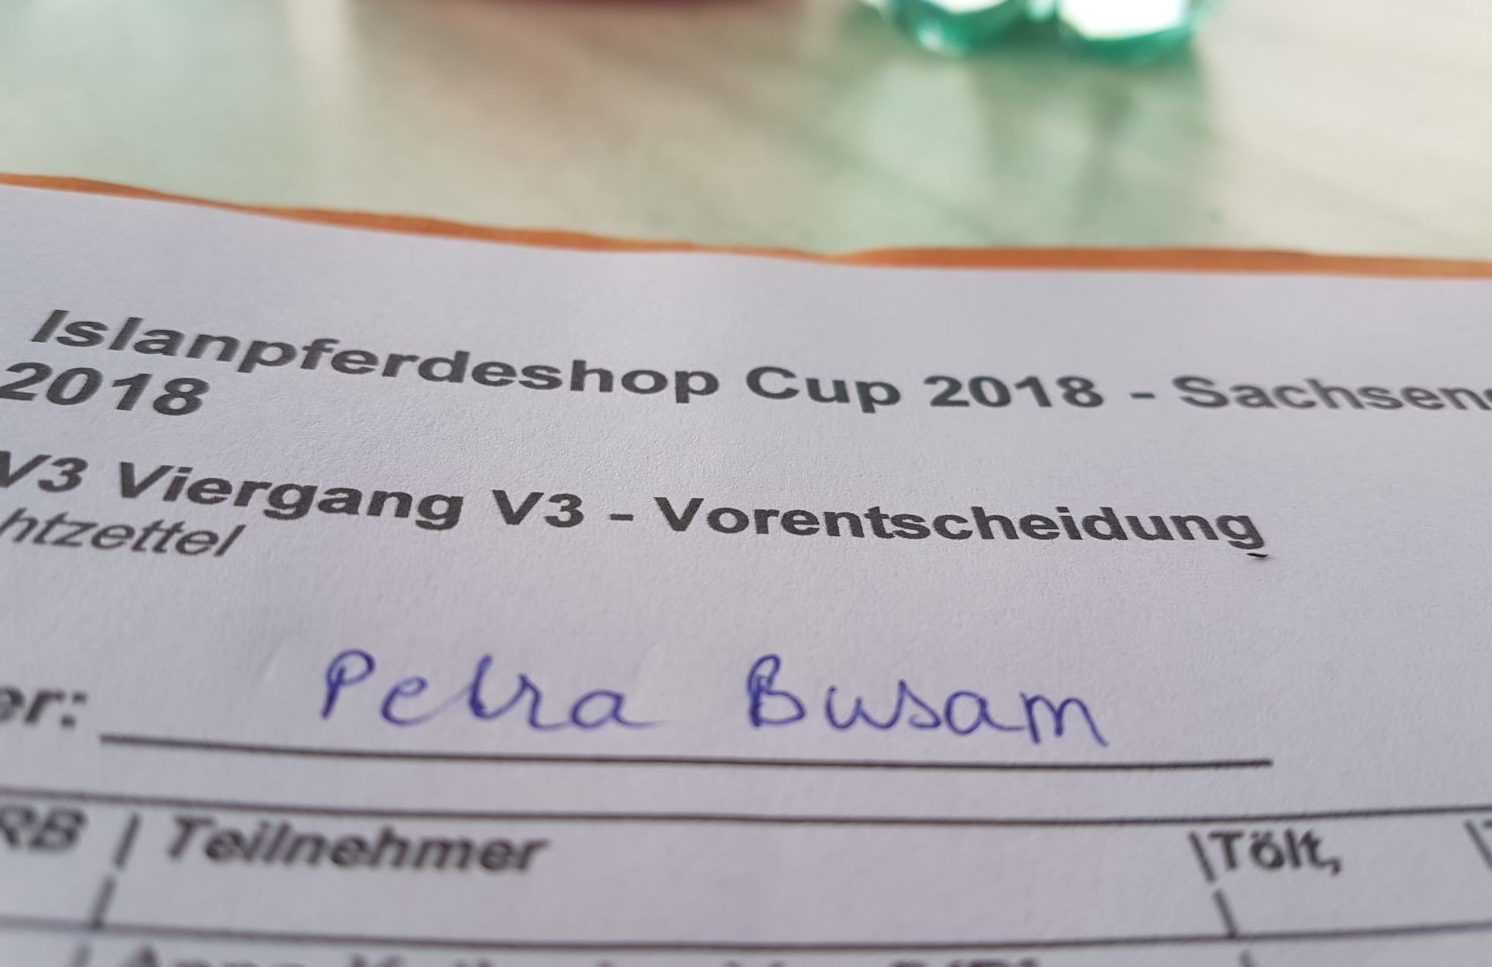 Islanpferdeshop Cup 2018 - Sachsen
2018
V3 Viergang V3 - Vorentscheidung
htzettel
er: Petra Busam
RB | Teilnehmer |Tölt, |